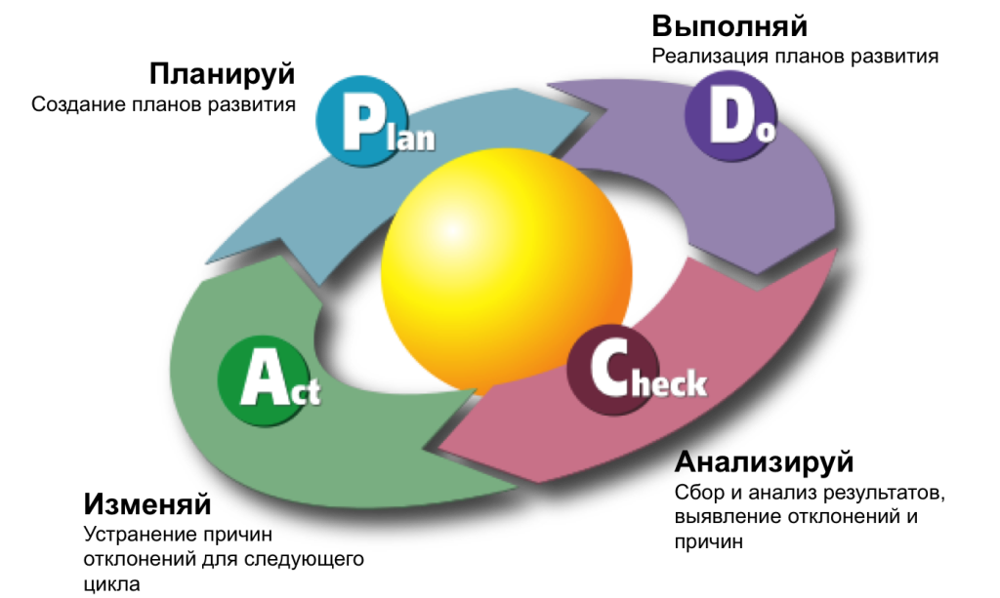 Планируй
Создание планов развития
Plan
Выполняй
Реализация планов развития
Do
Check
Анализируй
Сбор и анализ результатов,
выявление отклонений и
причин
Act
Изменяй
Устранение причин
отклонений для следующего
цикла